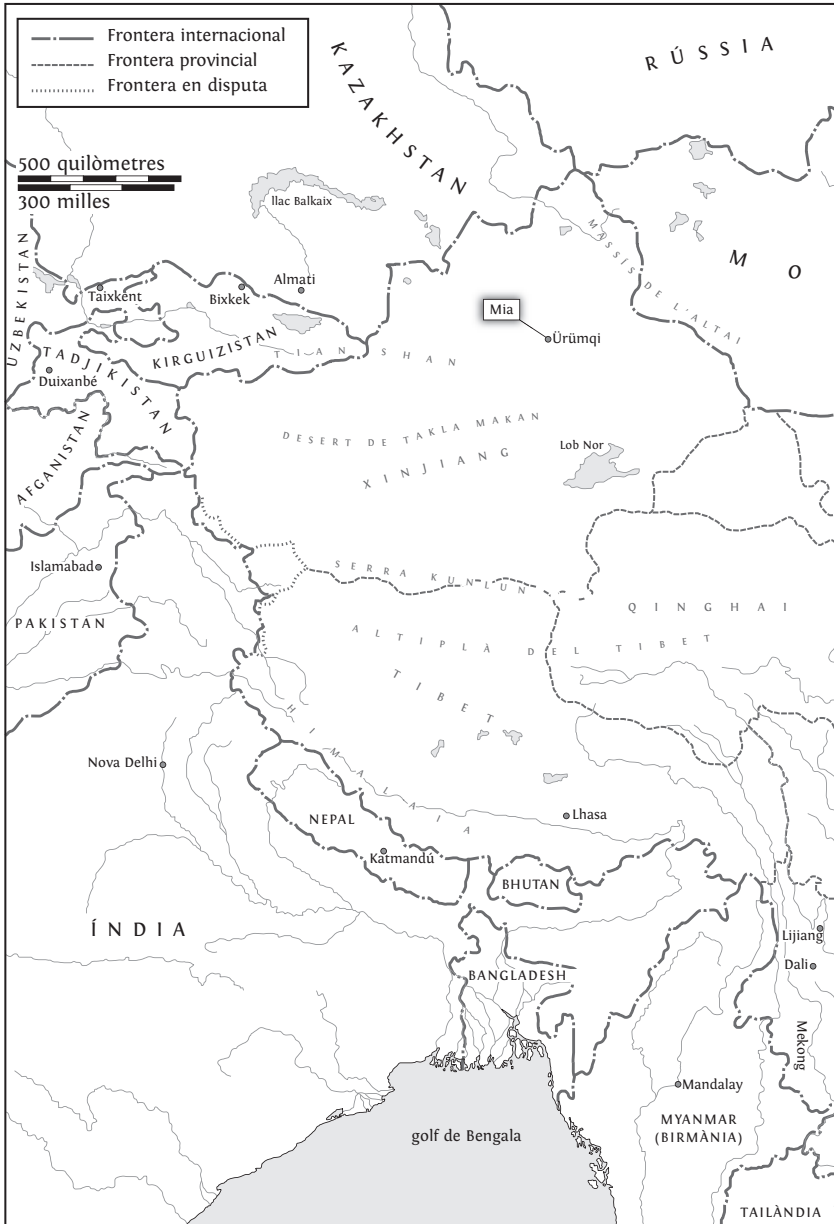 Frontera internacional
Frontera provincial
Frontera en disputa
500 quilòmetres
300 milles
RÚSSIA
KAZAKHSTAN
llac Balkaix
MASSIS DE L'ALTAI
MO
UZBEKISTAN
Taixkent
Bixkek
Almati
Mia
Ürümqi
KIRGUIZISTAN
TIAN SHAN
TADJIKISTAN
Duixanbé
AFGANISTAN
DESERT DE TAKLA MAKAN
XINJIANG
Lob Nor
Islamabad
SERRA KUNLUN
QINGHAI
PAKISTAN
ALTIPLÀ DEL TIBET
TIBET
HIMALAIA
Nova Delhi
Lhasa
NEPAL
Katmandú
BHUTAN
ÍNDIA
Lijiang
Dali
BANGLADESH
Mekong
Mandalay
MYANMAR
(BIRMÀNIA)
golf de Bengala
TAILÀNDIA